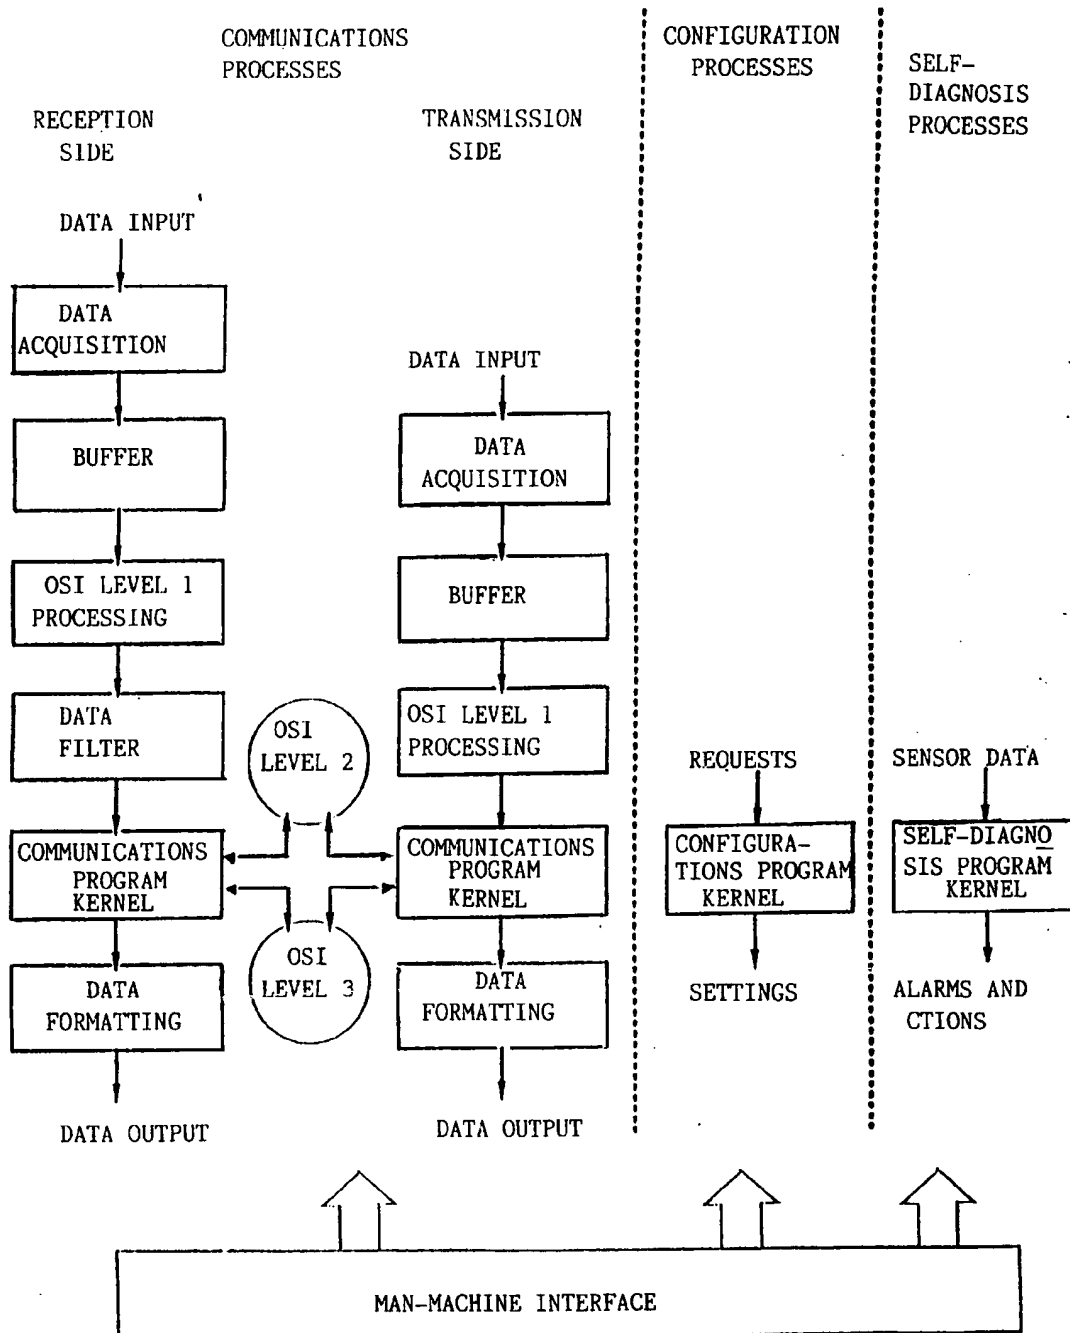 COMMUNICATIONS
PROCESSES
CONFIGURATION
PROCESSES
SELF-
DIAGNOSIS
PROCESSES
RECEPTION
SIDE
TRANSMISSION
SIDE
DATA INPUT
DATA
ACQUISITION
BUFFER
OSI LEVEL 1
PROCESSING
DATA
FILTER
COMMUNICATIONS
PROGRAM
KERNEL
DATA
FORMATTING
DATA OUTPUT
OSI
LEVEL 2
OSI
LEVEL 3
DATA INPUT
DATA
ACQUISITION
BUFFER
OSI LEVEL 1
PROCESSING
COMMUNICATIONS
PROGRAM
KERNEL
DATA
FORMATTING
DATA OUTPUT
REQUESTS
CONFIGURA-
TIONS PROGRAM
KERNEL
SETTINGS
SENSOR DATA
SELF-DIAGNO
SIS PROGRAM
KERNEL
ALARMS AND
CTIONS
MAN-MACHINE INTERFACE